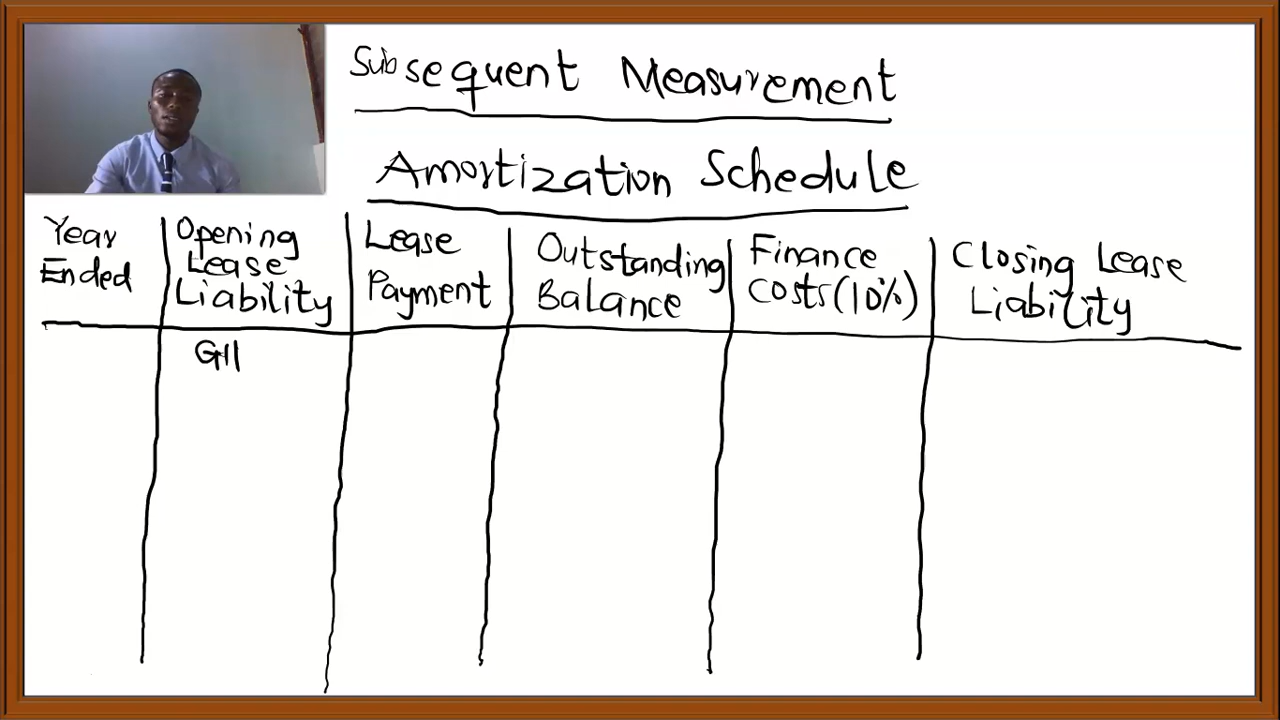 Subsequent Measurement
Amortization Schedule
Year
Ended
Opening
Lease
Liability
Lease
Payment
Outstanding
Balance
Finance
Costs (10%)
Closing Lease
Liability